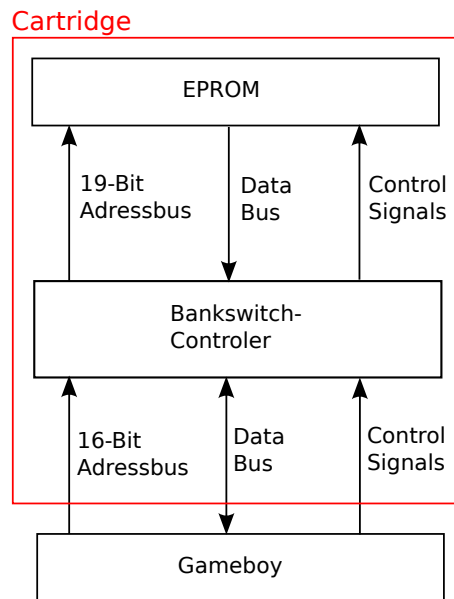 Cartridge
EPROM
19-Bit
Adressbus
Data
Bus
Control
Signals
Bankswitch-
Controler
16-Bit
Adressbus
Data
Bus
Control
Signals
Gameboy